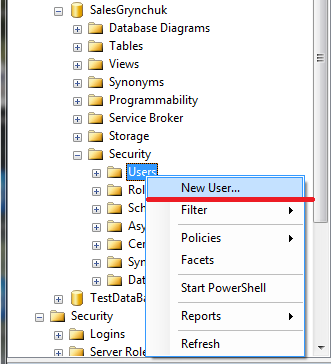 SalesGrynchuk
Database Diagrams
Tables
Views
Synonyms
Programmability
Service Broker
Storage
Security
Users
New User...
Rol
Filter
Sch
Asy
Policies
Cer
Facets
Syn
Dat
Start PowerShell
TestDataBa
Security
Reports
Logins
Server Role
Refresh